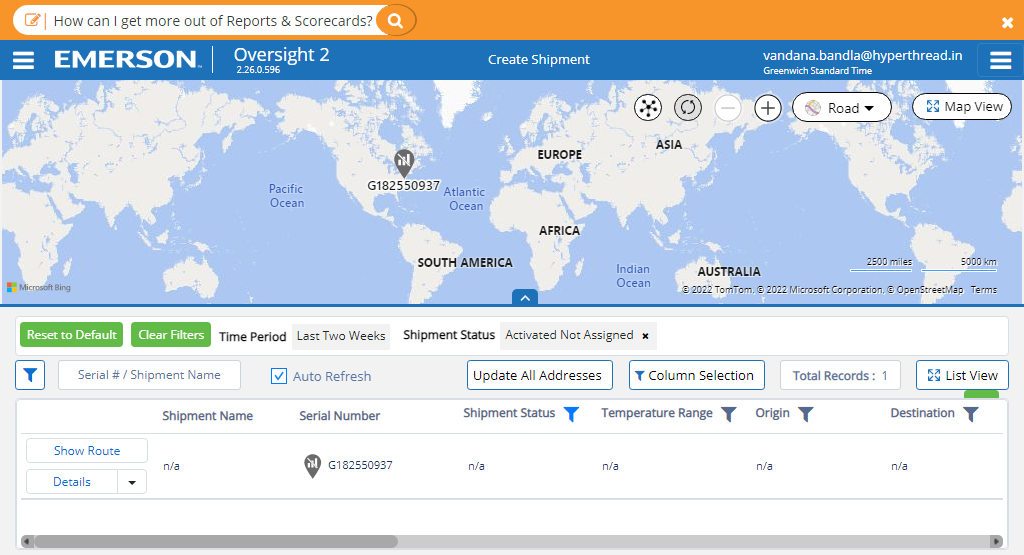 How can I get more out of Reports & Scorecards?
EMERSON
Oversight 2
2.26.0.596
Create Shipment
vandana.bandla@hyperthread.in
Greenwich Standard Time
Road
Map View
EUROPE
ASIA
G182550937
Pacific
Ocean
Atlantic
Ocean
AFRICA
SOUTH AMERICA
Indian
Ocean
AUSTRALIA
2500 miles
5000 km
Microsoft Bing
© 2022 TomTom, © 2022 Microsoft Corporation, © OpenStreetMap Terms
Reset to Default
Clear Filters
Time Period
Last Two Weeks
Shipment Status
Activated Not Assigned ×
Serial # / Shipment Name
Auto Refresh
Update All Addresses
Column Selection
Total Records : 1
List View
Shipment Name
Serial Number
Shipment Status
Temperature Range
Origin
Destination
Show Route
Details
n/a
G182550937
n/a
n/a
n/a
n/a